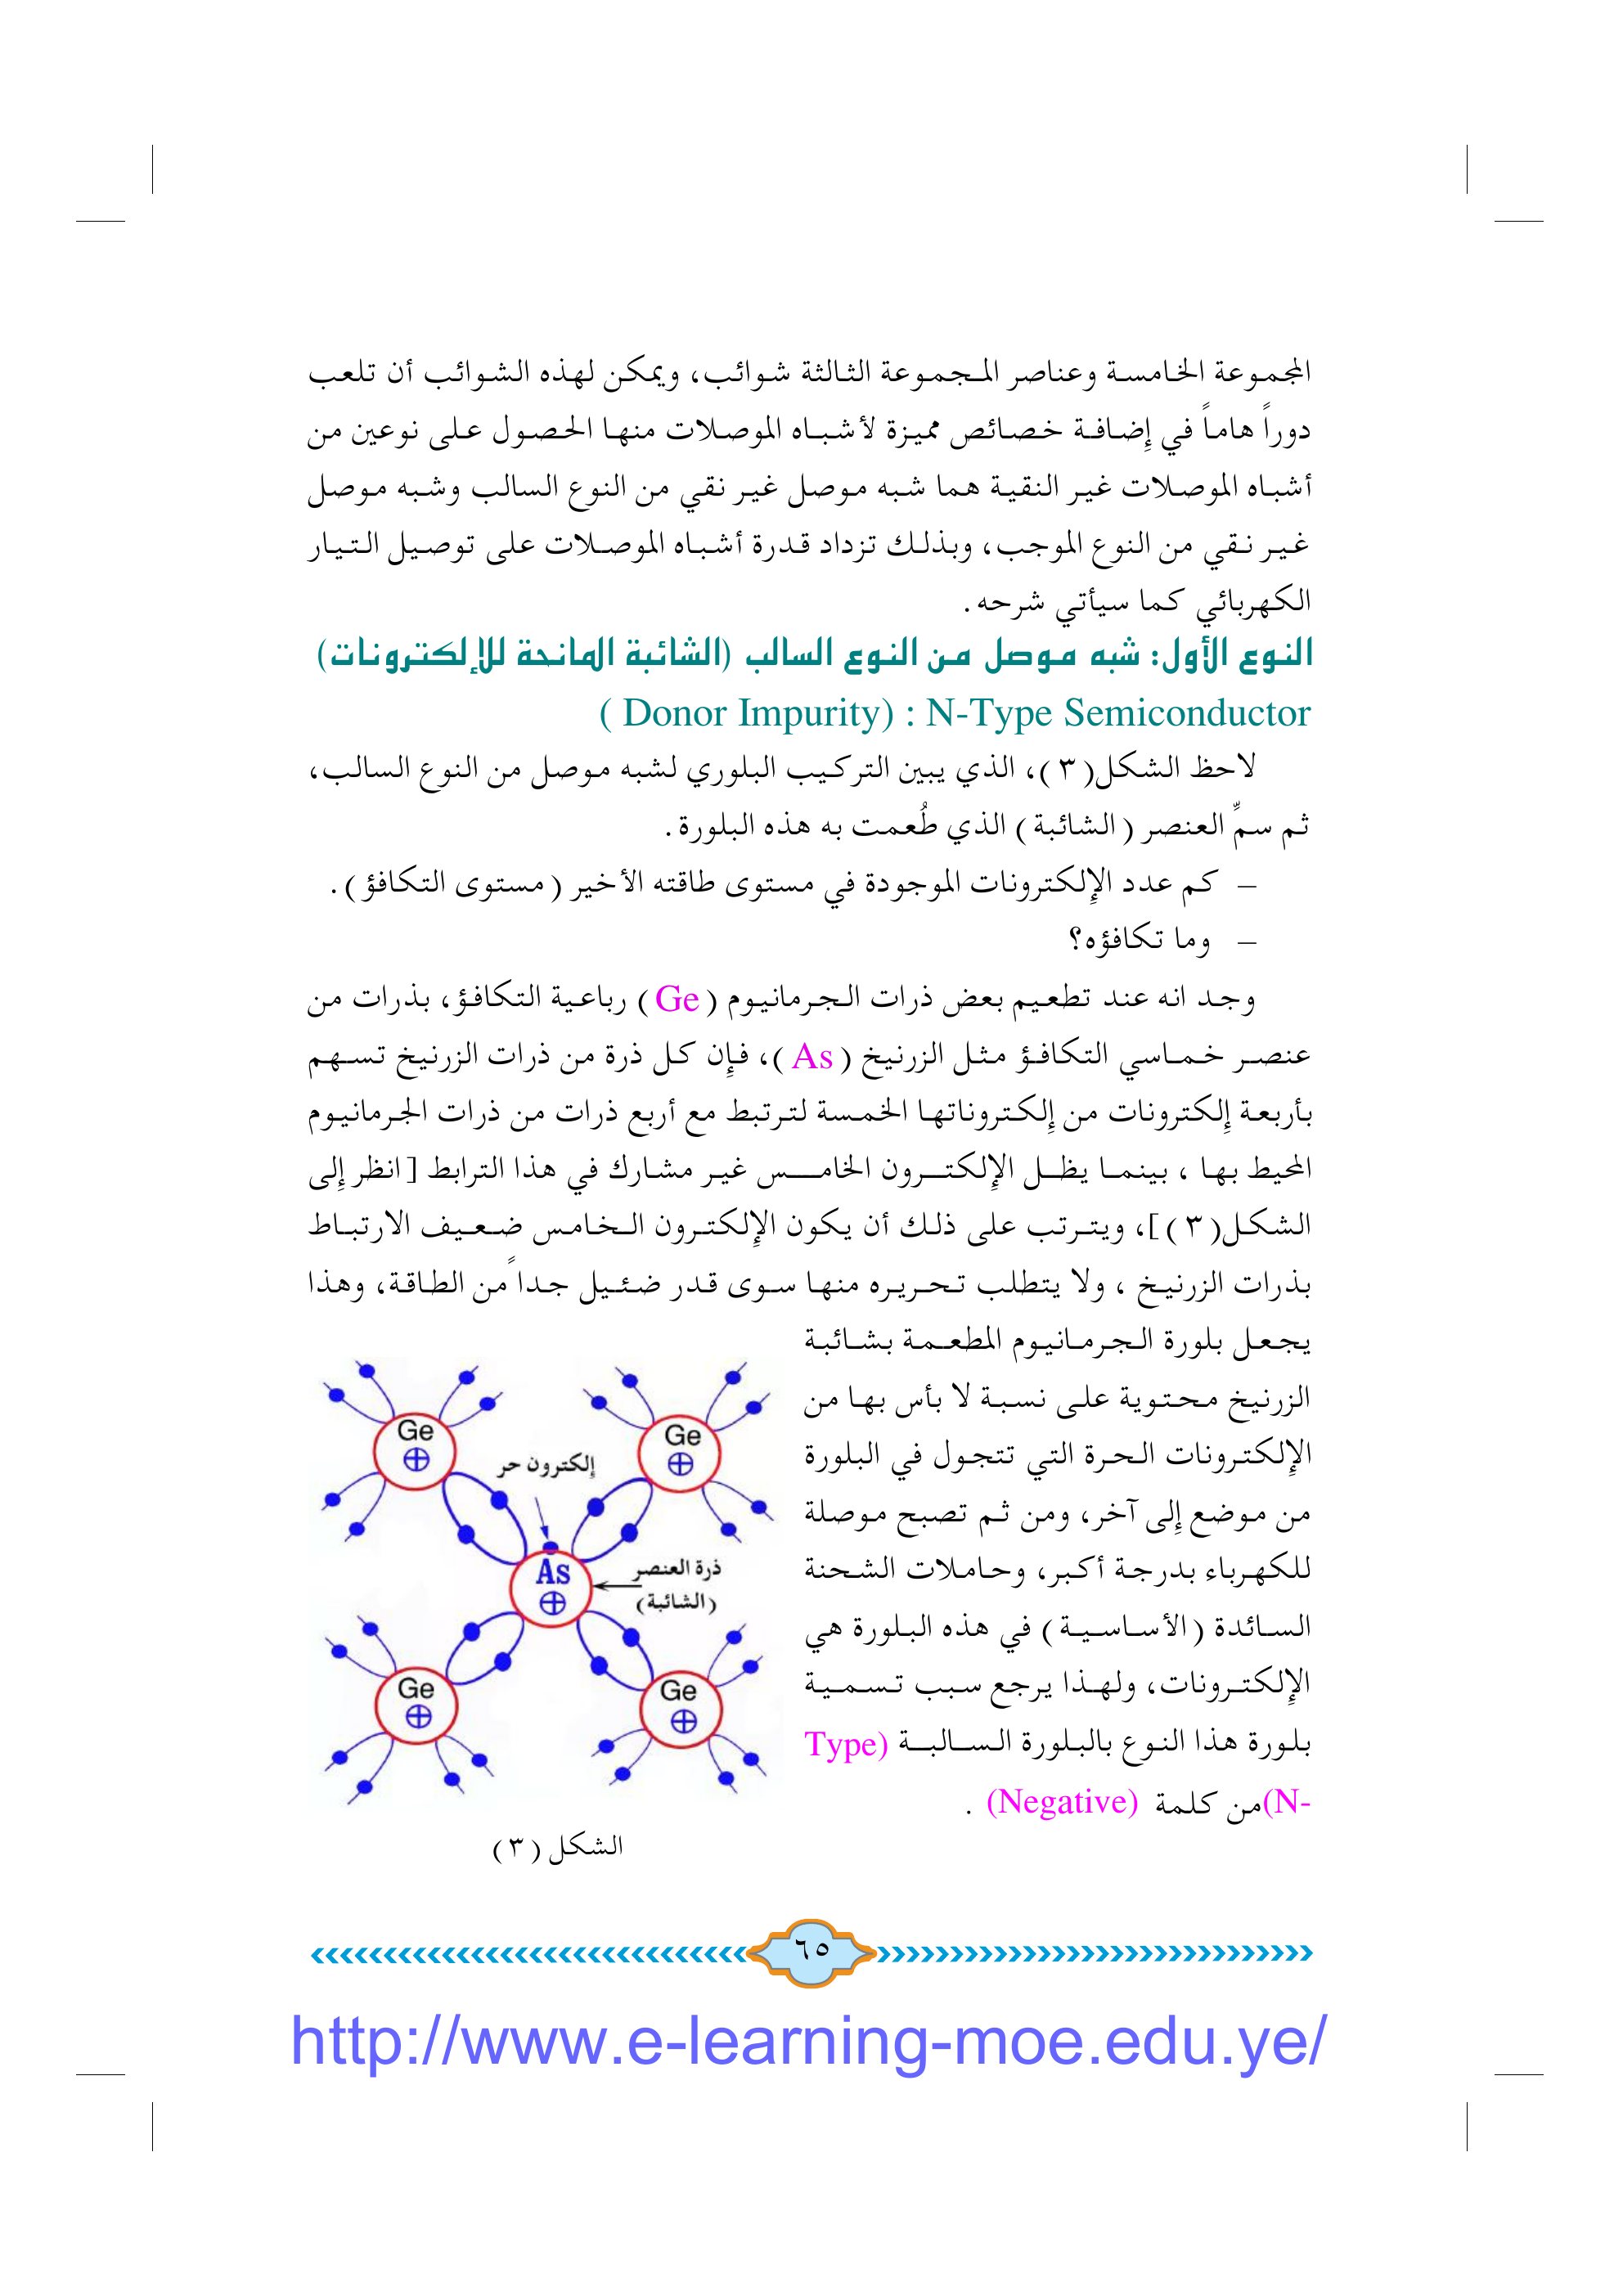 المجموعة الخامسة وعناصر المجموعة الثالثة شوائب، ويمكن لهذه الشوائب أن تلعب
دوراً هاماً في إضافة خصائص مميزة لأشباه الموصلات منها الحصول على نوعين من
أشباه الموصلات غير النقية هما شبه موصل غير نقي من النوع السالب وشبه موصل
غير نقي من النوع الموجب، وبذلك تزداد قدرة أشباه الموصلات على توصيل التيار
الكهربائي كما سيأتي شرحه.
النوع الأول: شبه موصل من النوع السالب (الشائبة المانحة للإلكترونات)
( Donor Impurity) : N-Type Semiconductor
لاحظ الشكل(٣)، الذي يبين التركيب البلوري لشبه موصل من النوع السالب،
ثم سمِّ العنصر (الشائبة) الذي طُعمت به هذه البلورة.
– كم عدد الإلكترونات الموجودة في مستوى طاقته الأخير (مستوى التكافؤ).
– وما تكافؤه؟
وجد انه عند تطعيم بعض ذرات الجرمانيوم (Ge) رباعية التكافؤ، بذرات من
عنصر خماسي التكافؤ مثل الزرنيخ (As)، فإن كل ذرة من ذرات الزرنيخ تسهم
بأربعة إلكترونات من إلكتروناتها الخمسة لترتبط مع أربع ذرات من ذرات الجرمانيوم
المحيط بها ، بينما يظل الإلكترون الخامس غير مشارك في هذا الترابط [انظر إلى
الشكل(٣)]، ويترتب على ذلك أن يكون الإلكترون الخامس ضعيف الارتباط
بذرات الزرنيخ ، ولا يتطلب تحريره منها سوى قدر ضئيل جداً من الطاقة، وهذا
يجعل بلورة الجرمانيوم المطعمة بشائبة
الزرنيخ محتوية على نسبة لا بأس بها من
الإلكترونات الحرة التي تتجول في البلورة
من موضع إلى آخر، ومن ثم تصبح موصلة
للكهرباء بدرجة أكبر، وحاملات الشحنة
السائدة (الأساسية) في هذه البلورة هي
الإلكترونات، ولهذا يرجع سبب تسمية
بلورة هذا النوع بالبلورة السالبة (Type
N-)من كلمة (Negative) .
Ge
Ge
إلكترون حر
As
ذرة العنصر
(الشائبة)
Ge
Ge
الشكل (٣)
٦٥
http://www.e-learning-moe.edu.ye/